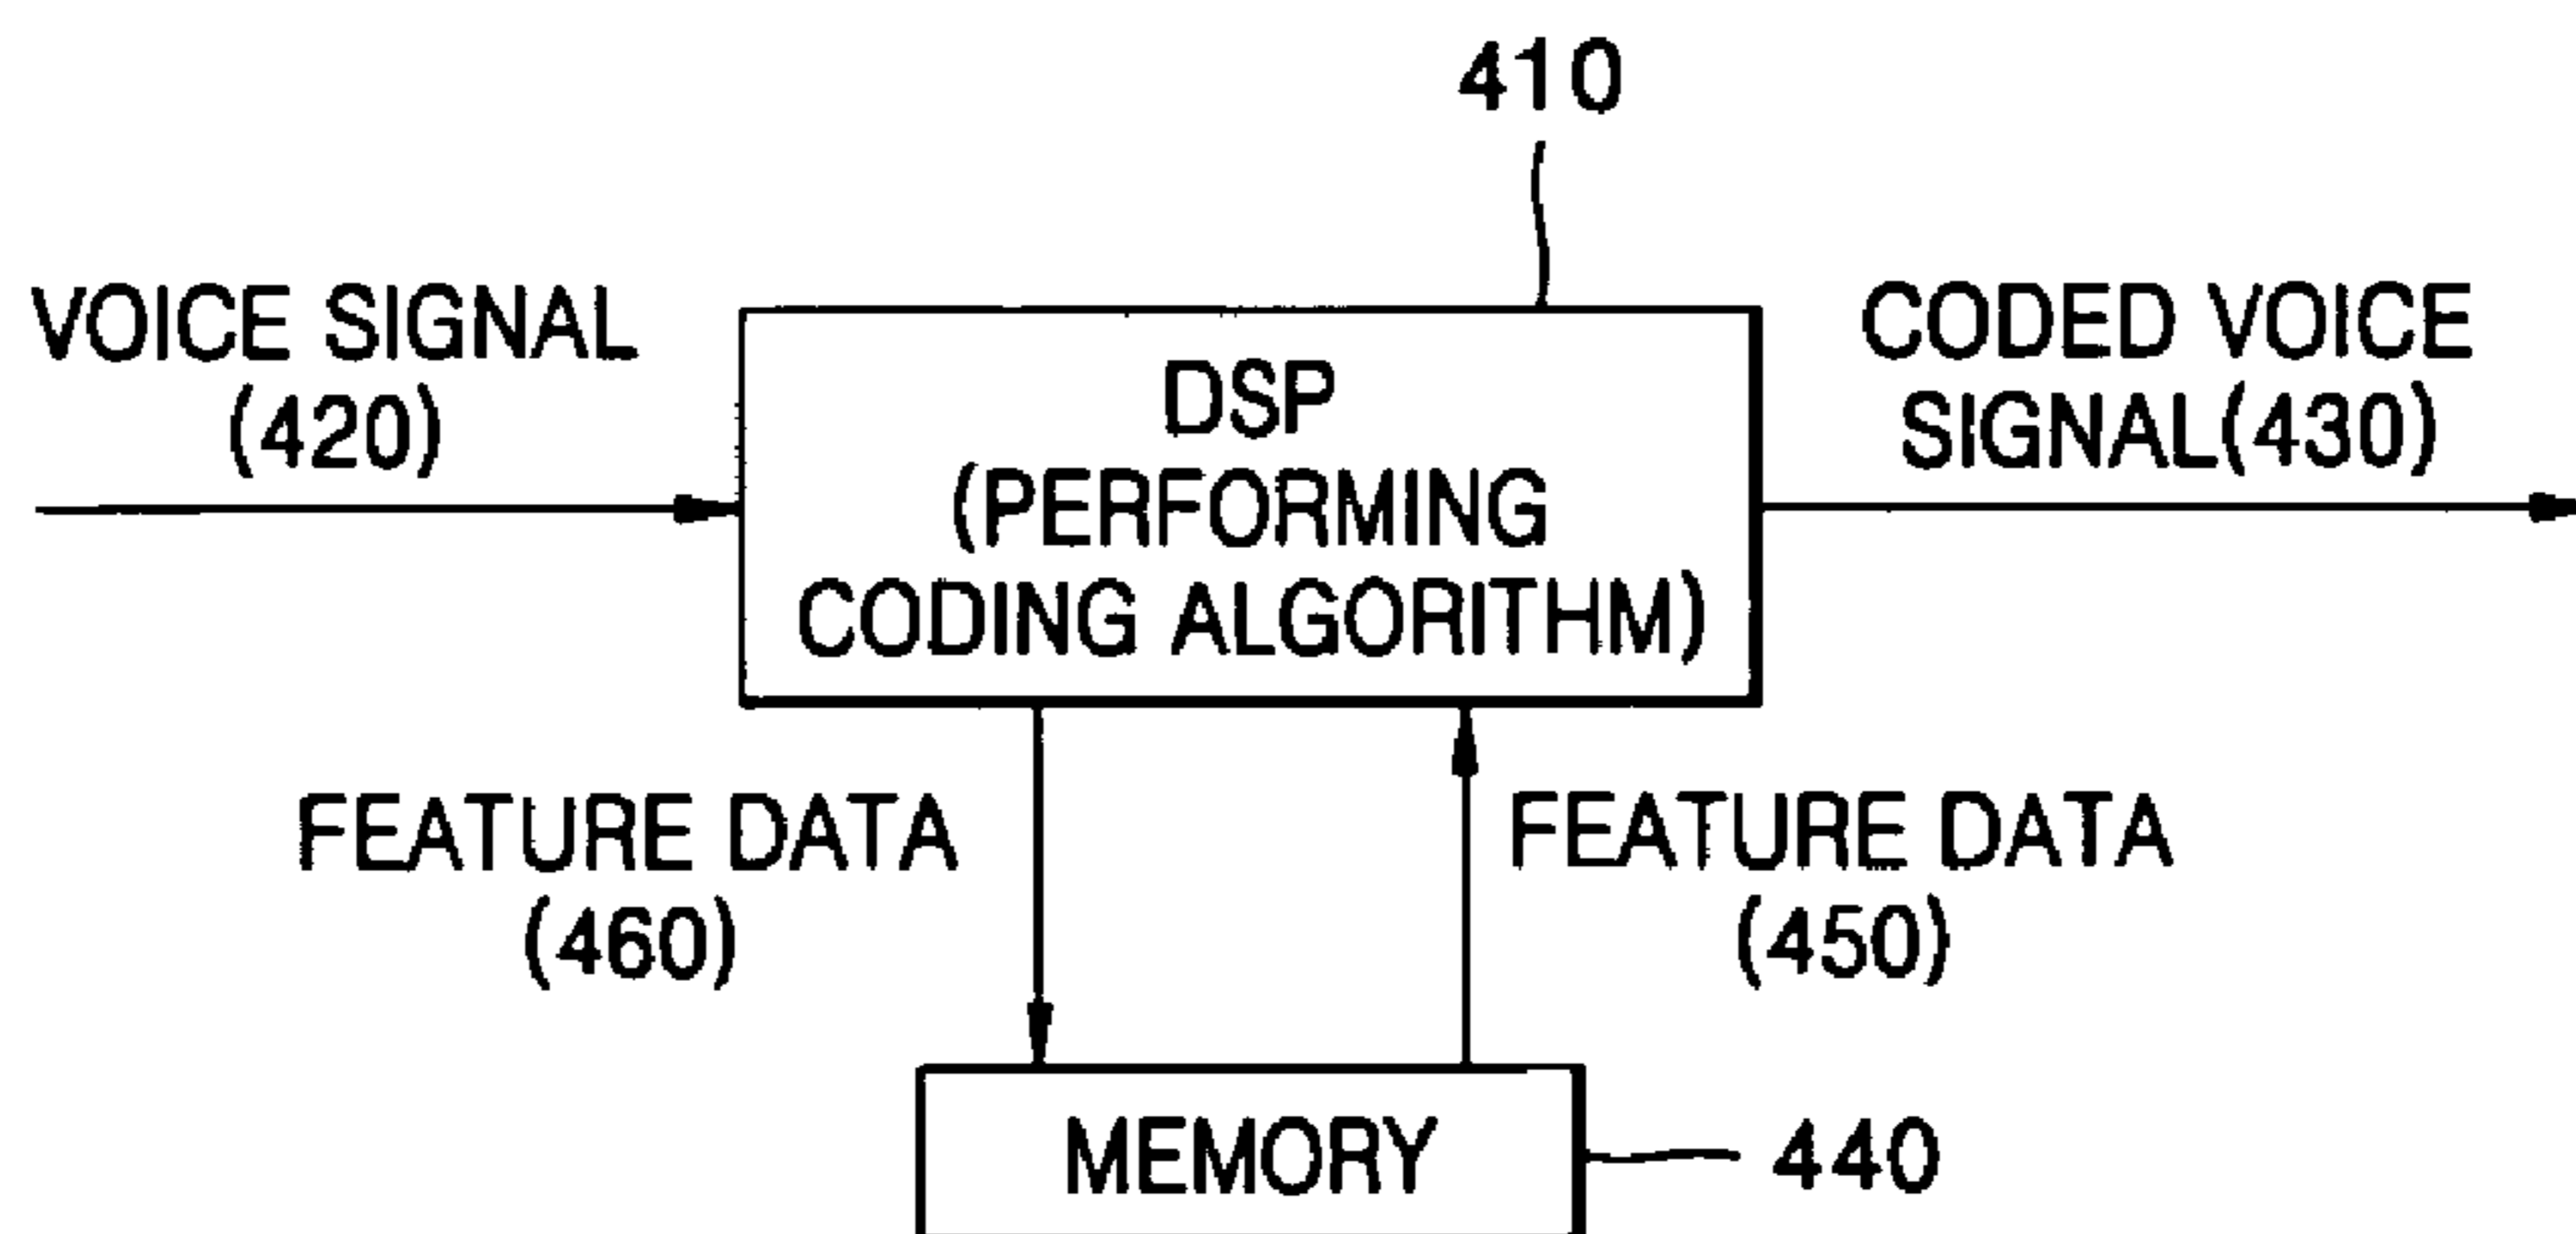 410
VOICE SIGNAL
(420)
DSP
(PERFORMING
CODING ALGORITHM)
CODED VOICE
SIGNAL(430)
FEATURE DATA
(460)
FEATURE DATA
(450)
MEMORY
440